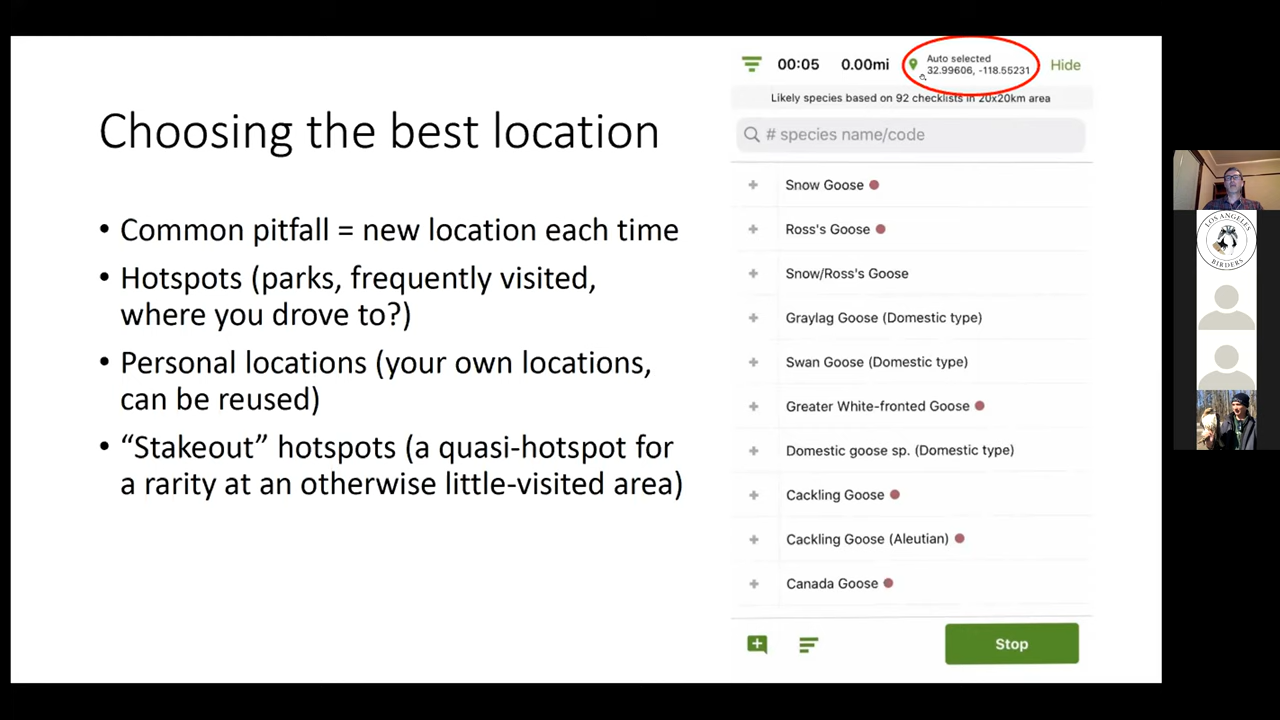 Choosing the best location
• Common pitfall = new location each time
• Hotspots (parks, frequently visited,
where you drove to?)
• Personal locations (your own locations,
can be reused)
• “Stakeout” hotspots (a quasi-hotspot for
a rarity at an otherwise little-visited area)
00:05 0.00mi Auto selected Hide
32.99606, -118.55231
Likely species based on 92 checklists in 20x20km area
# species name/code
Snow Goose
Ross's Goose
Snow/Ross's Goose
Graylag Goose (Domestic type)
Swan Goose (Domestic type)
Greater White-fronted Goose
Domestic goose sp. (Domestic type)
Cackling Goose
Cackling Goose (Aleutian)
Canada Goose
Stop
LOS ANGELES
BIRDERS